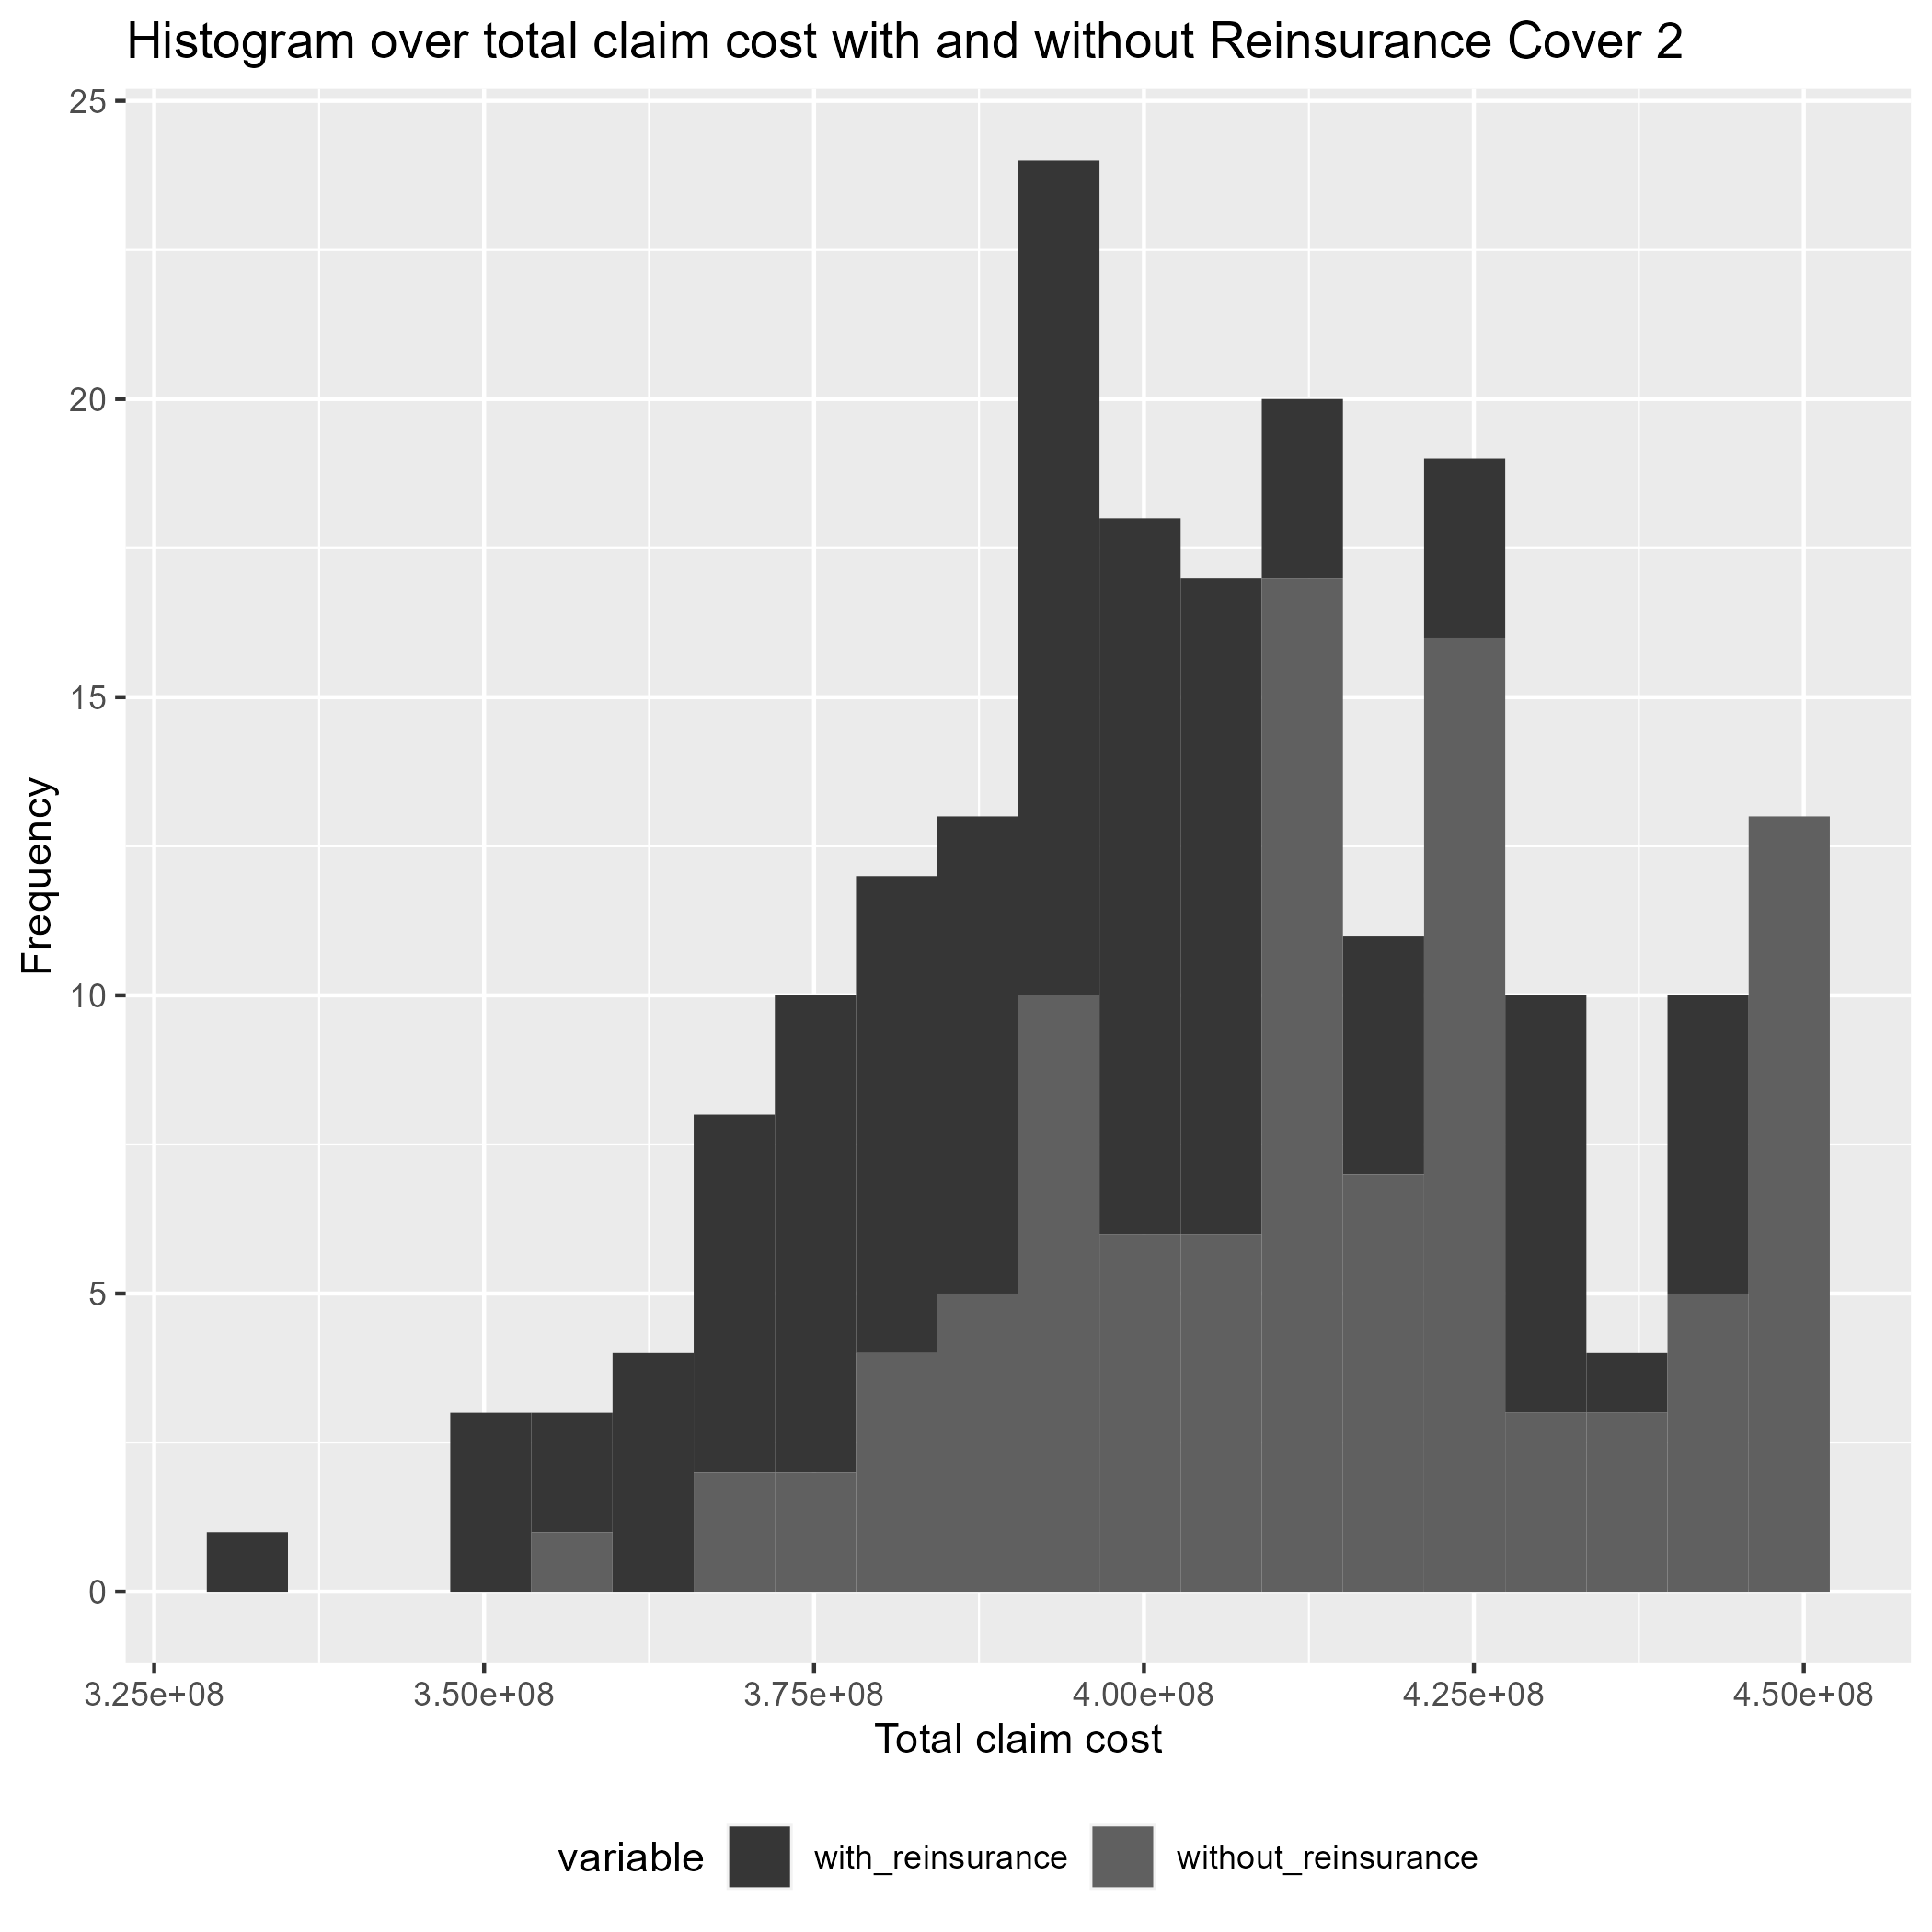 Histogram over total claim cost with and without Reinsurance Cover 2
25
20
15
10
5
0
Frequency
3.25e+08 3.50e+08 3.75e+08 4.00e+08 4.25e+08 4.50e+08
Total claim cost
variable with_reinsurance without_reinsurance